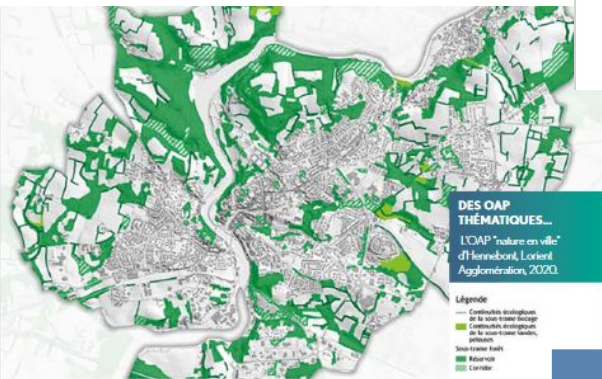 DES OAP
THÉMATIQUES...
L'OAP "nature en ville"
d'Hennebont, Lorient
Agglomération, 2020.
Légende
Continuités écologiques
de la sous-trame bocage
Continuités écologiques
de la sous-trame landes,
pelouses
Sous-trame forêt
Réservoir
Corridor